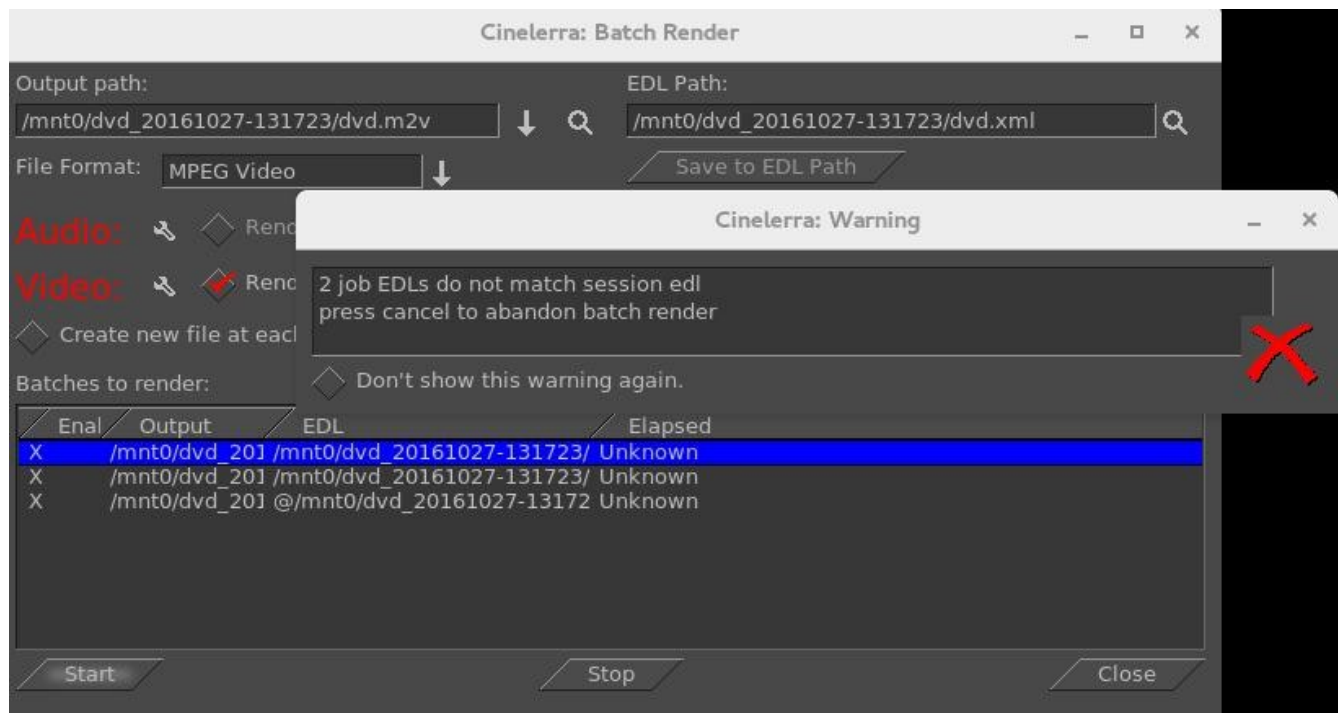 Cinelerra: Batch Render
Output path:
EDL Path:
/mnt0/dvd_20161027-131723/dvd.m2v
/mnt0/dvd_20161027-131723/dvd.xml
File Format:
MPEG Video
Save to EDL Path
Cinelerra: Warning
Audio:
Rend
2 job EDLs do not match session edl
press cancel to abandon batch render
Video:
Rend
Create new file at eacl
Don't show this warning again.
Batches to render:
Enal Output EDL Elapsed
X /mnt0/dvd_201 /mnt0/dvd_20161027-131723/ Unknown
X /mnt0/dvd_201 /mnt0/dvd_20161027-131723/ Unknown
X /mnt0/dvd_201 @/mnt0/dvd_20161027-13172 Unknown
Start
Stop
Close